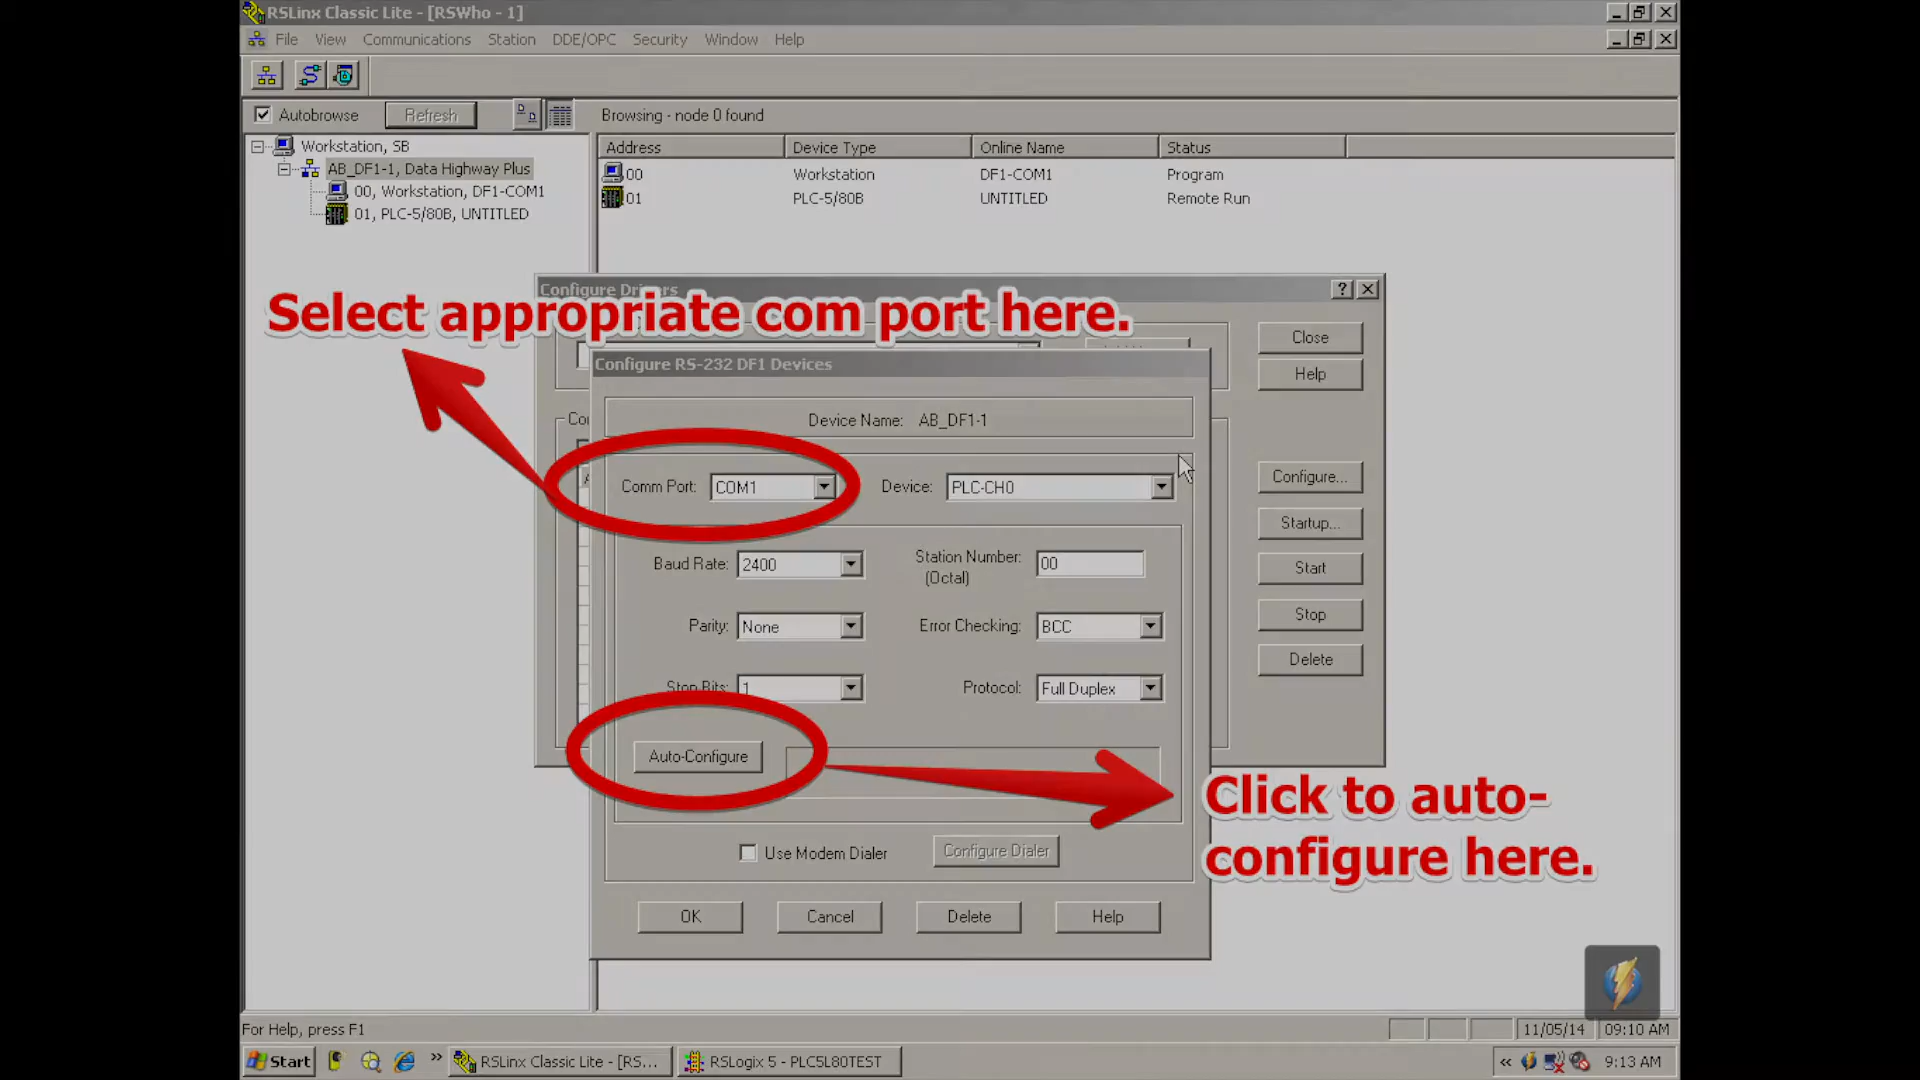 RSLinx Classic Lite - [RSWho - 1]
File View Communications Station DDE/OPC Security Window Help
Autobrowse Refresh Browsing - node 0 found
Workstation, SB
AB_DF1-1, Data Highway Plus
00, Workstation, DF1-COM1
01, PLC-5/80B, UNTITLED
Address Device Type Online Name Status
00 Workstation DF1-COM1 Program
01 PLC-5/80B UNTITLED Remote Run
Configure Drivers
Select appropriate com port here.
Close
Help
Configure...
Startup...
Start
Stop
Delete
Configure RS-232 DF1 Devices
Device Name: AB_DF1-1
Comm Port: COM1 Device: PLC-CH0
Baud Rate: 2400 Station Number: 00
(Octal)
Parity: None Error Checking: BCC
Stop Bits: 1 Protocol: Full Duplex
Auto-Configure
Click to auto-
configure here.
Use Modem Dialer Configure Dialer
OK Cancel Delete Help
For Help, press F1 11/05/14 09:10 AM
Start RSLinx Classic Lite - [RS... RSLogix 5 - PLC5L80TEST 9:13 AM